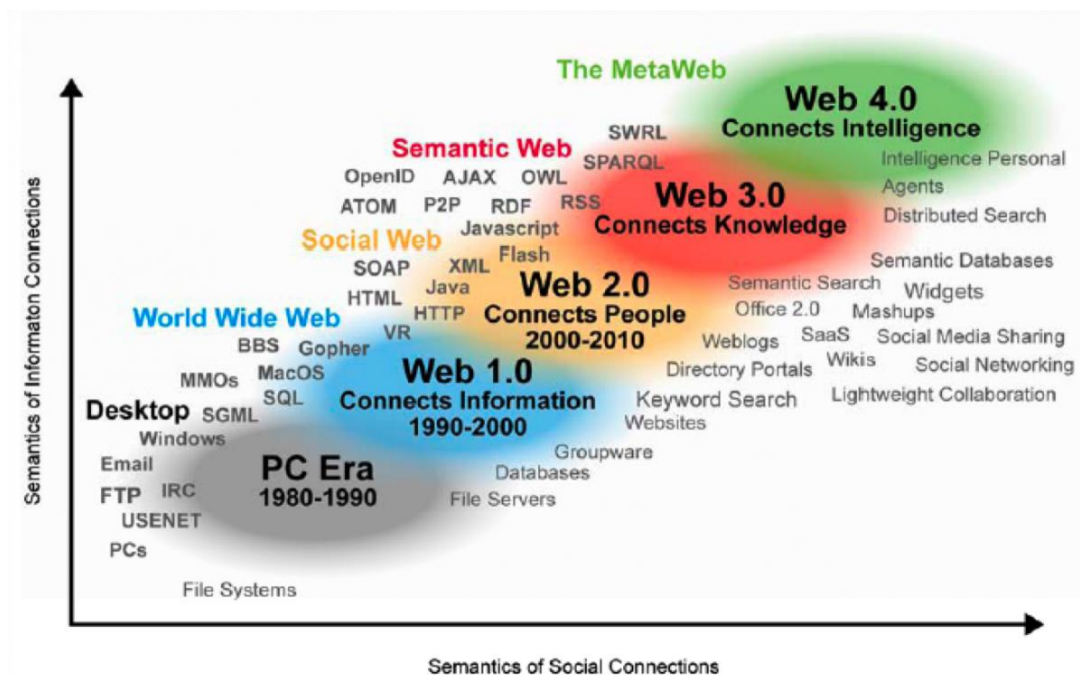 The MetaWeb
Web 4.0
Connects Intelligence
SWRL
Semantic Web
SPARQL
Intelligence Personal
Agents
OpenID AJAX OWL
Web 3.0
Connects Knowledge
Distributed Search
ATOM P2P RDF RSS
Javascript
Social Web
Flash
SOAP XML
Semantic Databases
Web 2.0
Connects People
2000-2010
Java
HTML
HTTP
Semantic Search
Widgets
Office 2.0
Mashups
World Wide Web
VR
Weblogs
SaaS
Social Media Sharing
BBS Gopher
Wikis
Social Networking
Directory Portals
Web 1.0
Connects Information
1990-2000
MMOs
MacOS
SQL
Keyword Search
Lightweight Collaboration
Desktop
SGML
Websites
Windows
Groupware
Email
PC Era
1980-1990
Databases
FTP IRC
File Servers
USENET
PCs
File Systems
Semantics of Informaton Connections
Semantics of Social Connections